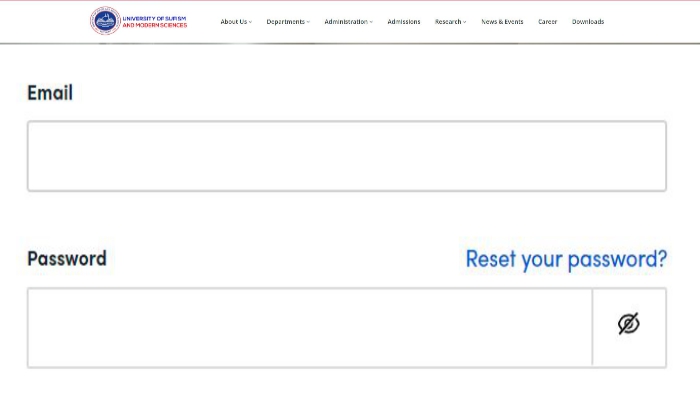 UNIVERSITY OF SUFISM
AND MODERN SCIENCES
About Us Departments Administration Admissions Research News & Events Career Downloads
Email
Password Reset your password?